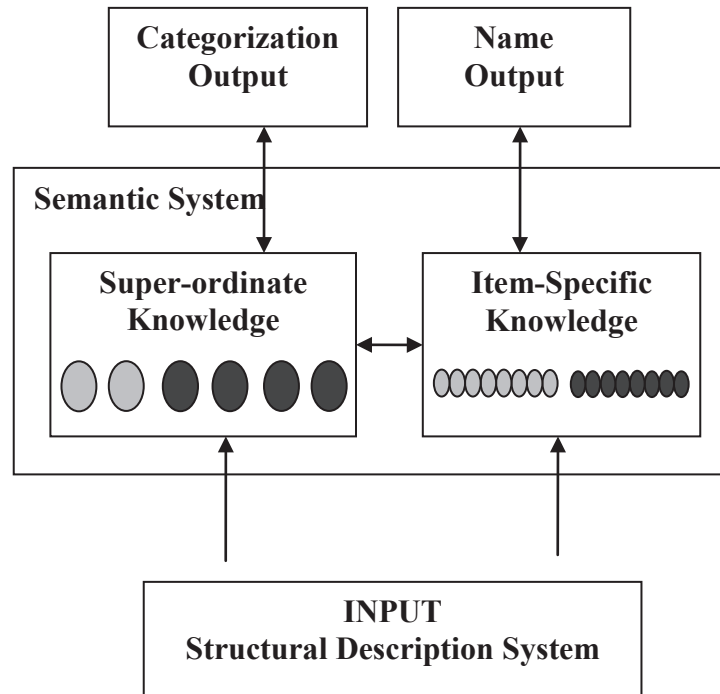 Categorization
Output
Name
Output
Semantic System
Super-ordinate
Knowledge
Item-Specific
Knowledge
INPUT
Structural Description System